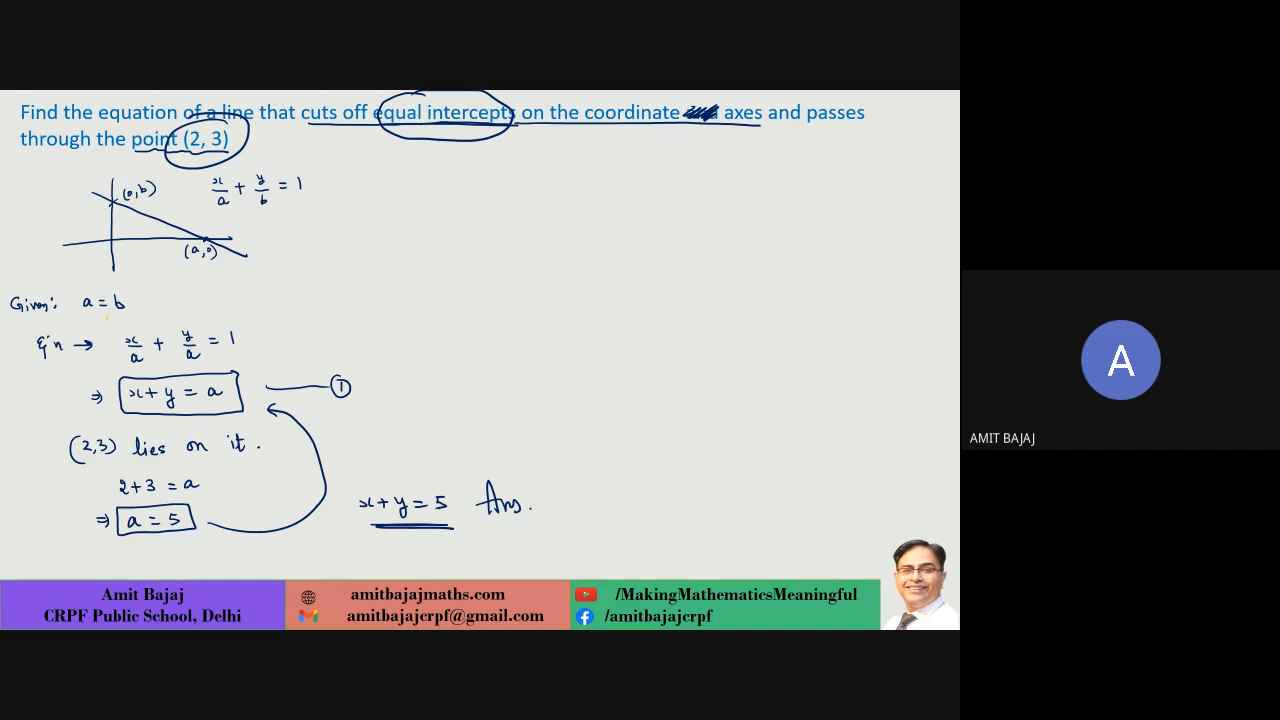 Find the equation of a line that cuts off equal intercepts on the coordinate axes and passes
through the point (2, 3)
(0,b)
x/a + y/b = 1
(a,0)
Given: a = b
Eq'n → x/a + y/a = 1
⇒ x + y = a ——— ①
(2,3) lies on it.
2 + 3 = a
⇒ a = 5
x + y = 5 Ans.
A
AMIT BAJAJ
Amit Bajaj
CRPF Public School, Delhi
amitbajajmaths.com
amitbajajcrpf@gmail.com
/MakingMathematicsMeaningful
/amitbajajcrpf